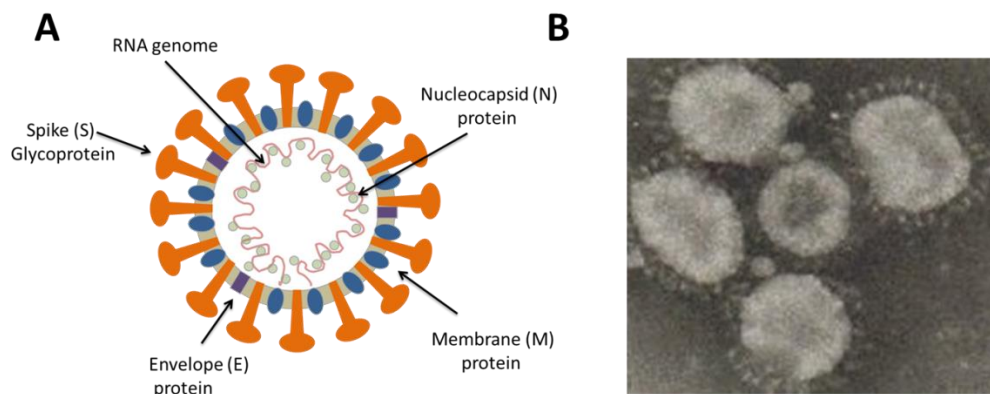 A
B
RNA genome
Nucleocapsid (N)
protein
Spike (S)
Glycoprotein
Membrane (M)
protein
Envelope (E)
protein